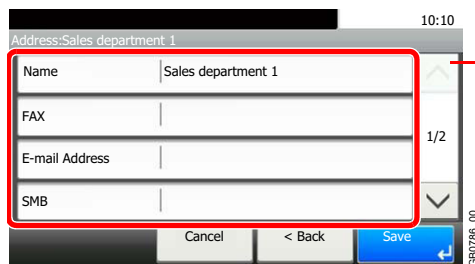 10:10
Address:Sales department 1
Name Sales department 1
FAX
1/2
E-mail Address
SMB
Cancel < Back Save